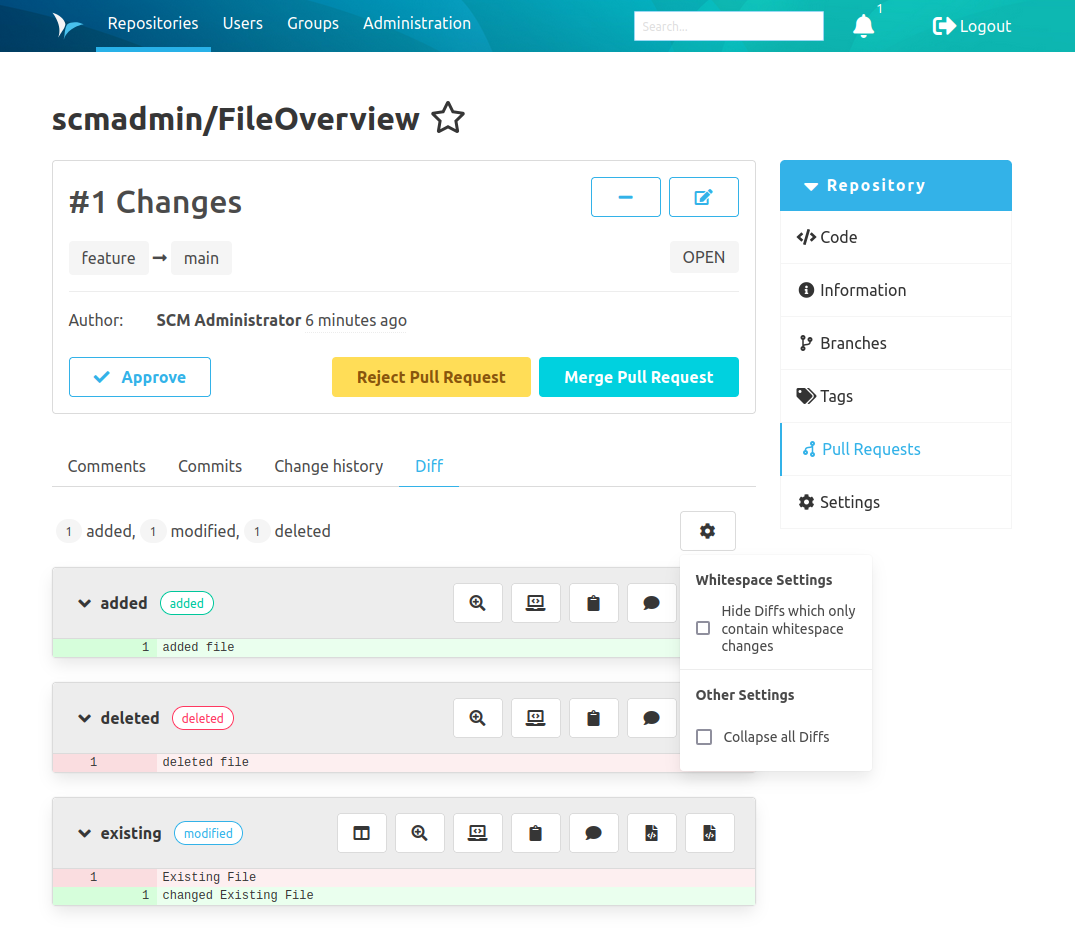 Repositories Users Groups Administration
Search...
1
Logout
scmadmin/FileOverview
#1 Changes
feature → main
OPEN
Author: SCM Administrator 6 minutes ago
Approve
Reject Pull Request
Merge Pull Request
Repository
Code
Information
Branches
Tags
Pull Requests
Settings
Comments Commits Change history Diff
1 added, 1 modified, 1 deleted
Whitespace Settings
Hide Diffs which only
contain whitespace
changes
Other Settings
Collapse all Diffs
added added
1 added file
deleted deleted
1 deleted file
existing modified
1 Existing File
1 changed Existing File